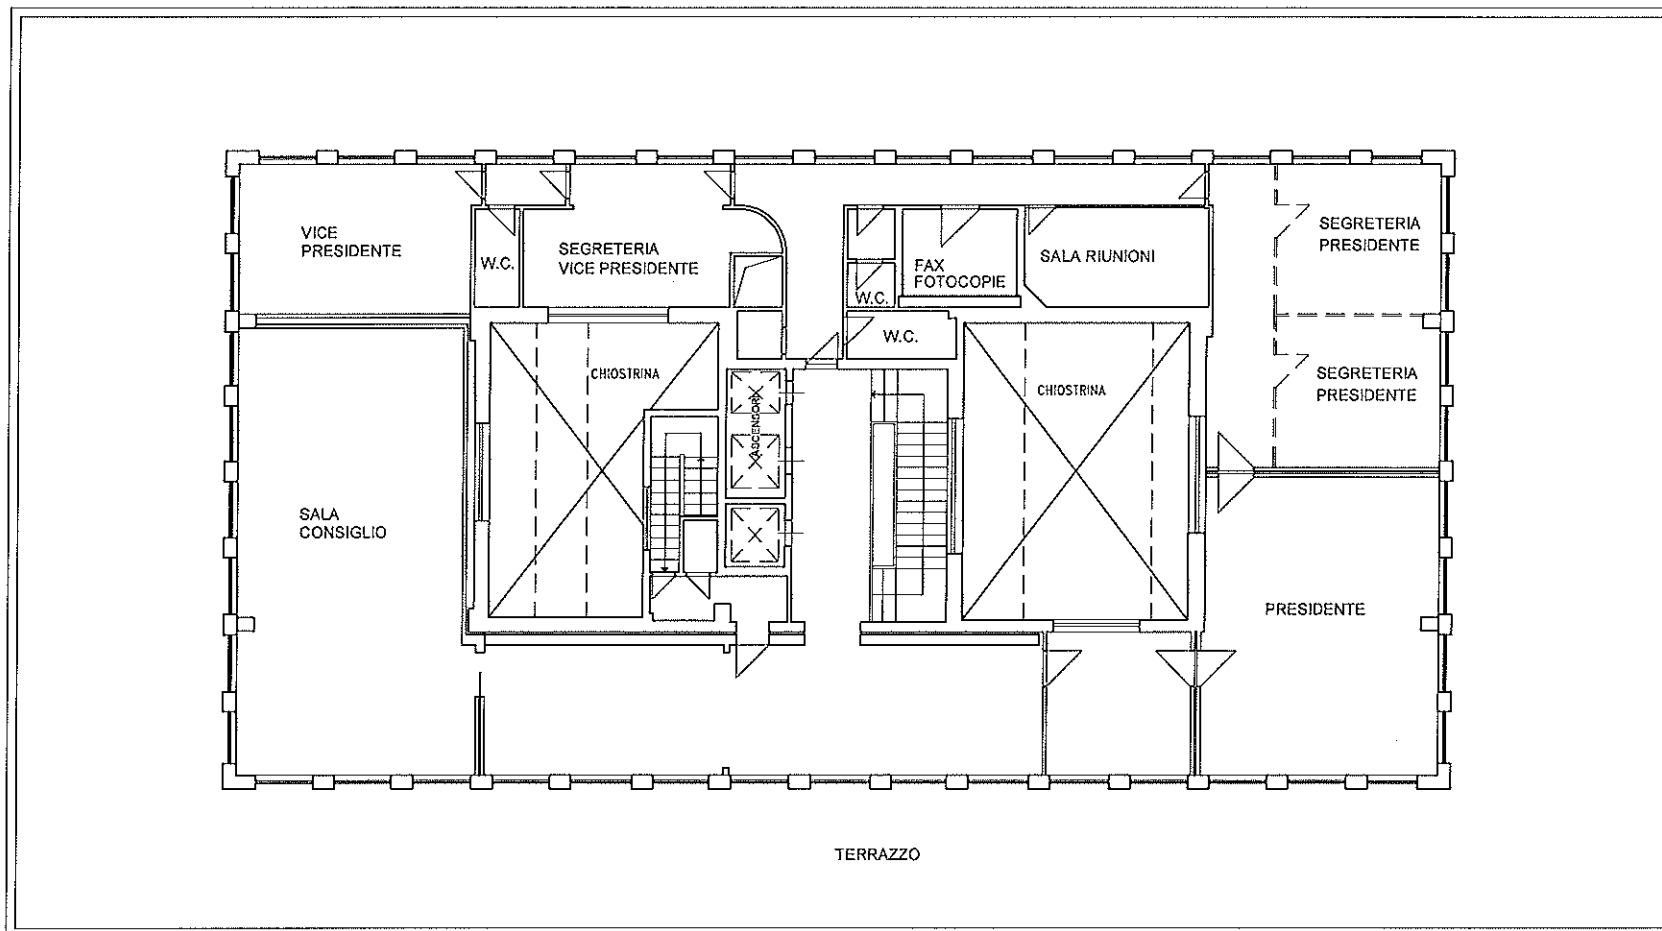 VICE
PRESIDENTE
W.C.
SEGRETERIA
VICE PRESIDENTE
FAX
FOTOCOPIE
W.C.
SALA RIUNIONI
SEGRETERIA
PRESIDENTE
W.C.
CHIOSTRINA
ASCENSORI
CHIOSTRINA
SEGRETERIA
PRESIDENTE
SALA
CONSIGLIO
PRESIDENTE
TERRAZZO